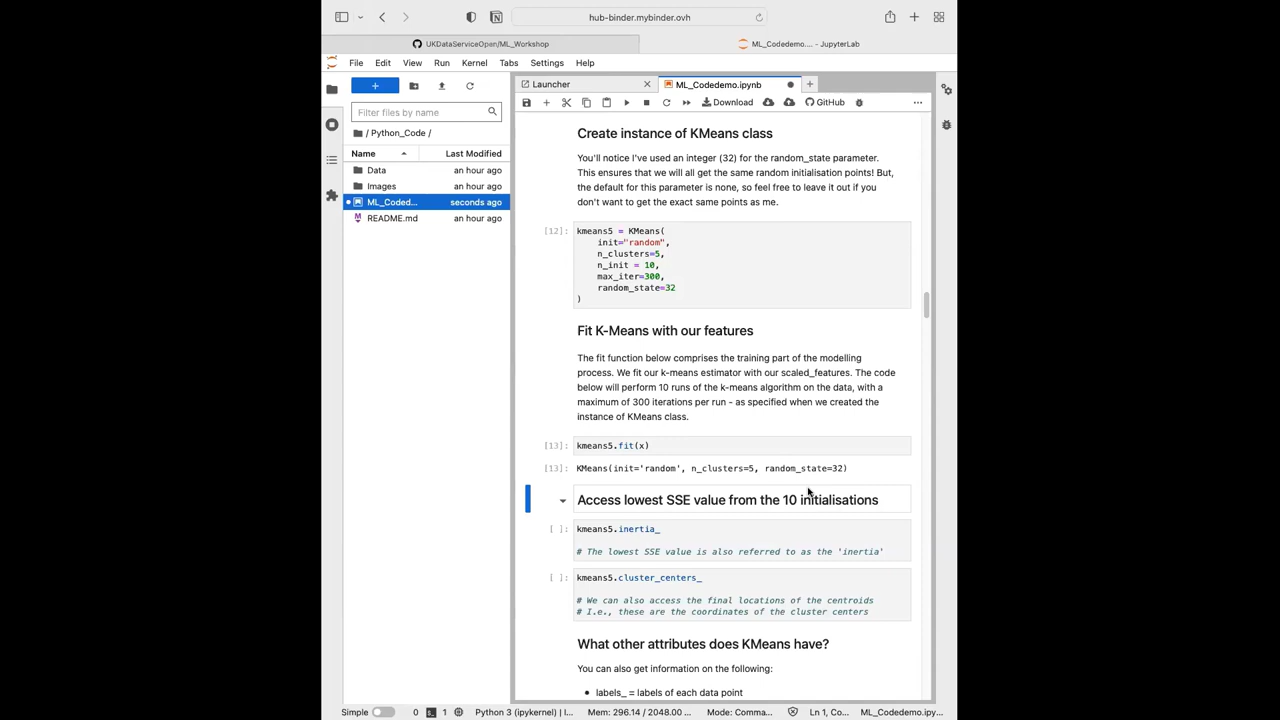 hub-binder.mybinder.ovh
UKDataServiceOpen/ML_Workshop
ML_Codedemo.... - JupyterLab
File Edit View Run Kernel Tabs Settings Help
Launcher
ML_Codedemo.ipynb
Download
GitHub
Filter files by name
/ Python_Code /
Name Last Modified
Data an hour ago
Images an hour ago
ML_Coded... seconds ago
README.md an hour ago
Create instance of KMeans class
You'll notice I've used an integer (32) for the random_state parameter.
This ensures that we will all get the same random initialisation points! But,
the default for this parameter is none, so feel free to leave it out if you
don't want to get the exact same points as me.
[12]: kmeans5 = KMeans(
init="random",
n_clusters=5,
n_init = 10,
max_iter=300,
random_state=32
)
Fit K-Means with our features
The fit function below comprises the training part of the modelling
process. We fit our k-means estimator with our scaled_features. The code
below will perform 10 runs of the k-means algorithm on the data, with a
maximum of 300 iterations per run - as specified when we created the
instance of KMeans class.
[13]: kmeans5.fit(x)
[13]: KMeans(init='random', n_clusters=5, random_state=32)
Access lowest SSE value from the 10 initialisations
[ ]: kmeans5.inertia_
# The lowest SSE value is also referred to as the 'inertia'
[ ]: kmeans5.cluster_centers_
# We can also access the final locations of the centroids
# I.e., these are the coordinates of the cluster centers
What other attributes does KMeans have?
You can also get information on the following:
• labels_ = labels of each data point
Simple 0 1 Python 3 (ipykernel) | I... Mem: 296.14 / 2048.00 ... Mode: Comma... Ln 1, Co... ML_Codedemo.ipy...